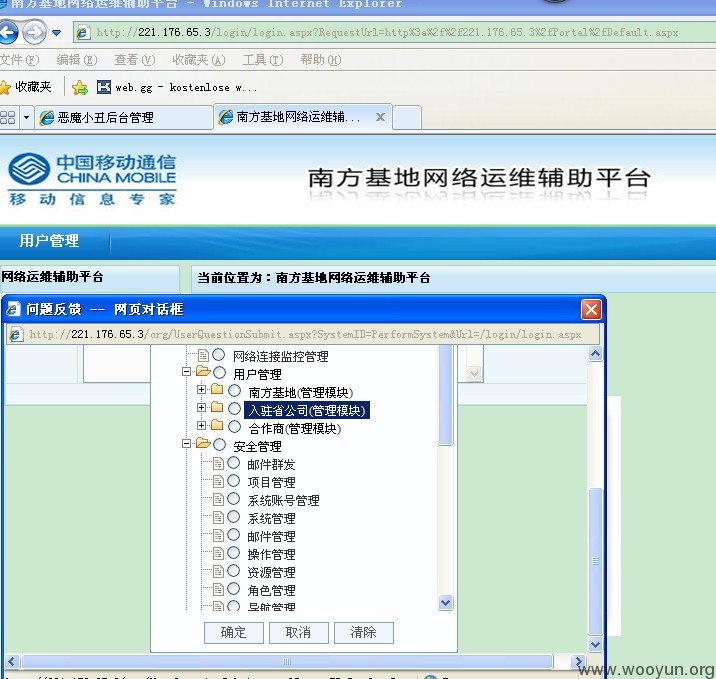 南方基地网络运维辅助平台 - Windows Internet Explorer
http://221.176.65.3/login/login.aspx?RequestUrl=http%3a%2f%2f221.176.65.3%2fPortal%2fDefault.aspx
文件(F) 编辑(E) 查看(V) 收藏夹(A) 工具(T) 帮助(H)
收藏夹 web.gg - kostenlose w...
恶魔小丑后台管理 南方基地网络运维辅...
中国移动通信
CHINA MOBILE
移动信息专家
南方基地网络运维辅助平台
用户管理
网络运维辅助平台 当前位置为：南方基地网络运维辅助平台
问题反馈 -- 网页对话框
http://221.176.65.3/org/UserQuestionSubmit.aspx?SystemID=PerformSystem&Url=/login/login.aspx
网络连接监控管理
用户管理
南方基地(管理模块)
入驻省公司(管理模块)
合作商(管理模块)
安全管理
邮件群发
项目管理
系统账号管理
系统管理
邮件管理
操作管理
资源管理
角色管理
导航管理
确定 取消 清除
www.wooyun.org